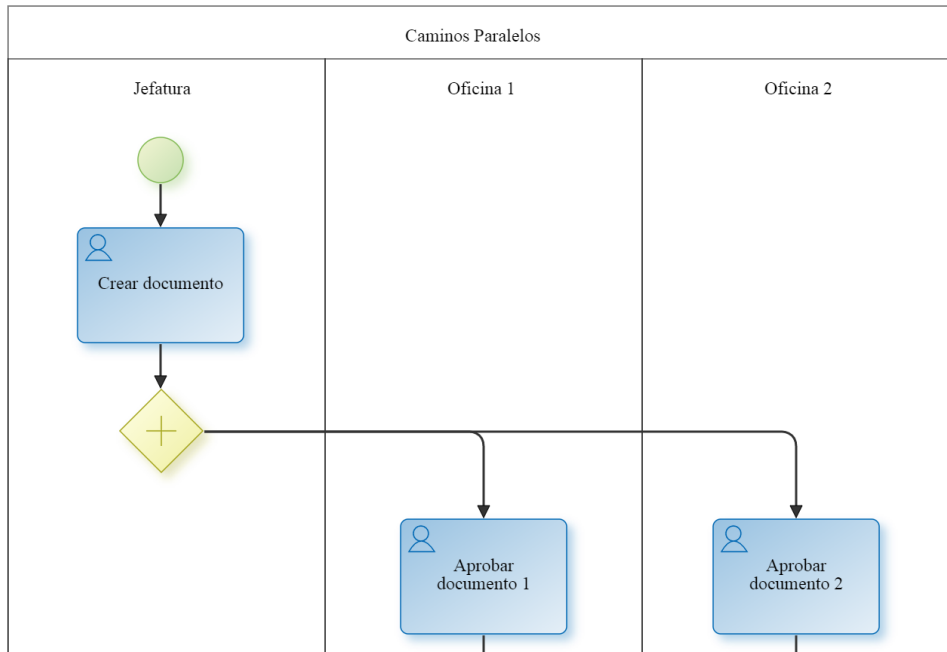 Caminos Paralelos
Jefatura
Oficina 1
Oficina 2
Crear documento
Aprobar
documento 1
Aprobar
documento 2